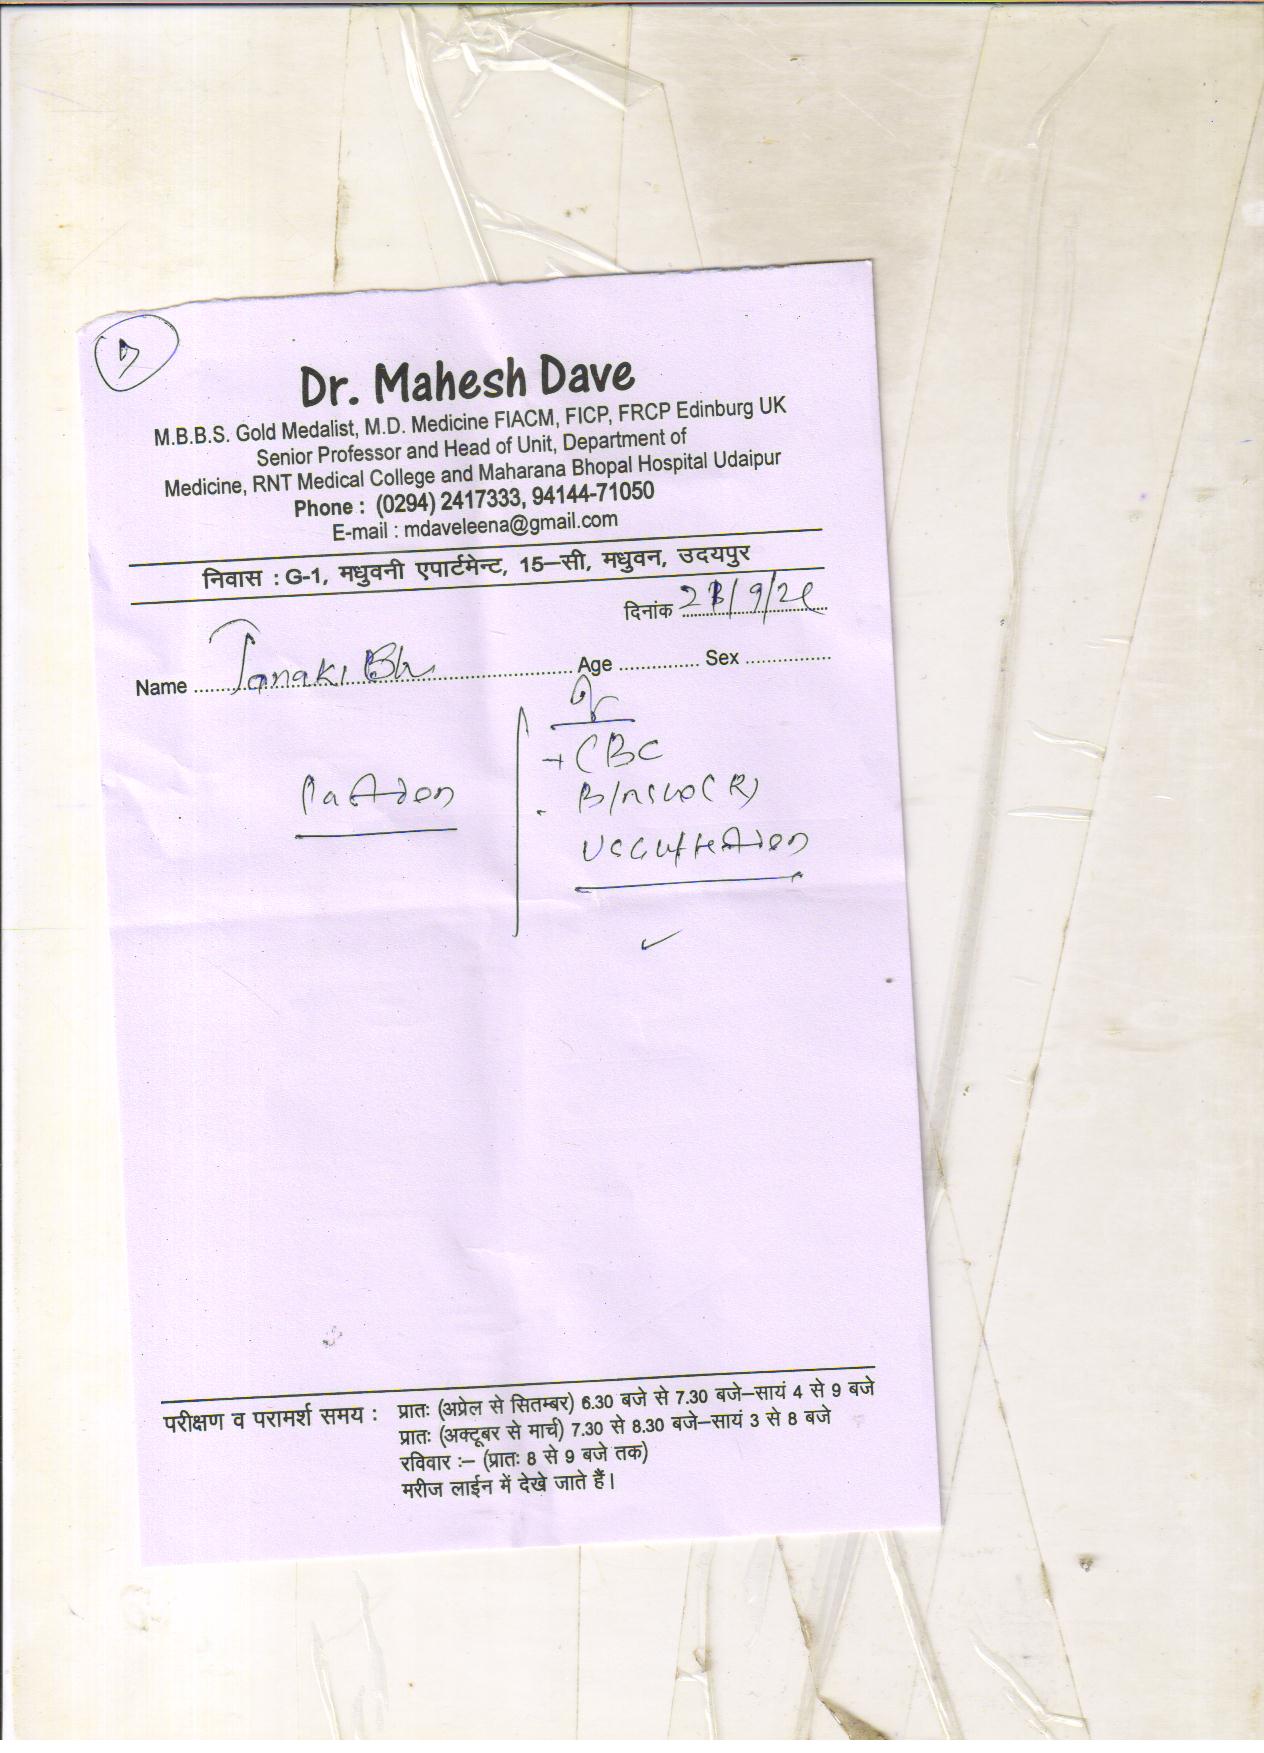 Dr. Mahesh Dave
M.B.B.S. Gold Medalist, M.D. Medicine FIACM, FICP, FRCP Edinburg UK
Senior Professor and Head of Unit, Department of
Medicine, RNT Medical College and Maharana Bhopal Hospital Udaipur
Phone : (0294) 2417333, 94144-71050
E-mail : mdaveleena@gmail.com
निवास : G-1, मधुवनी एपार्टमेन्ट, 15–सी, मधुवन, उदयपुर
दिनांक
Name Janaki Age Sex
CBC
परीक्षण व परामर्श समय : प्रातः (अप्रेल से सितम्बर) 6.30 बजे से 7.30 बजे–सायं 4 से 9 बजे
प्रातः (अक्टूबर से मार्च) 7.30 से 8.30 बजे–सायं 3 से 8 बजे
रविवार :– (प्रातः 8 से 9 बजे तक)
मरीज लाईन में देखे जाते हैं।